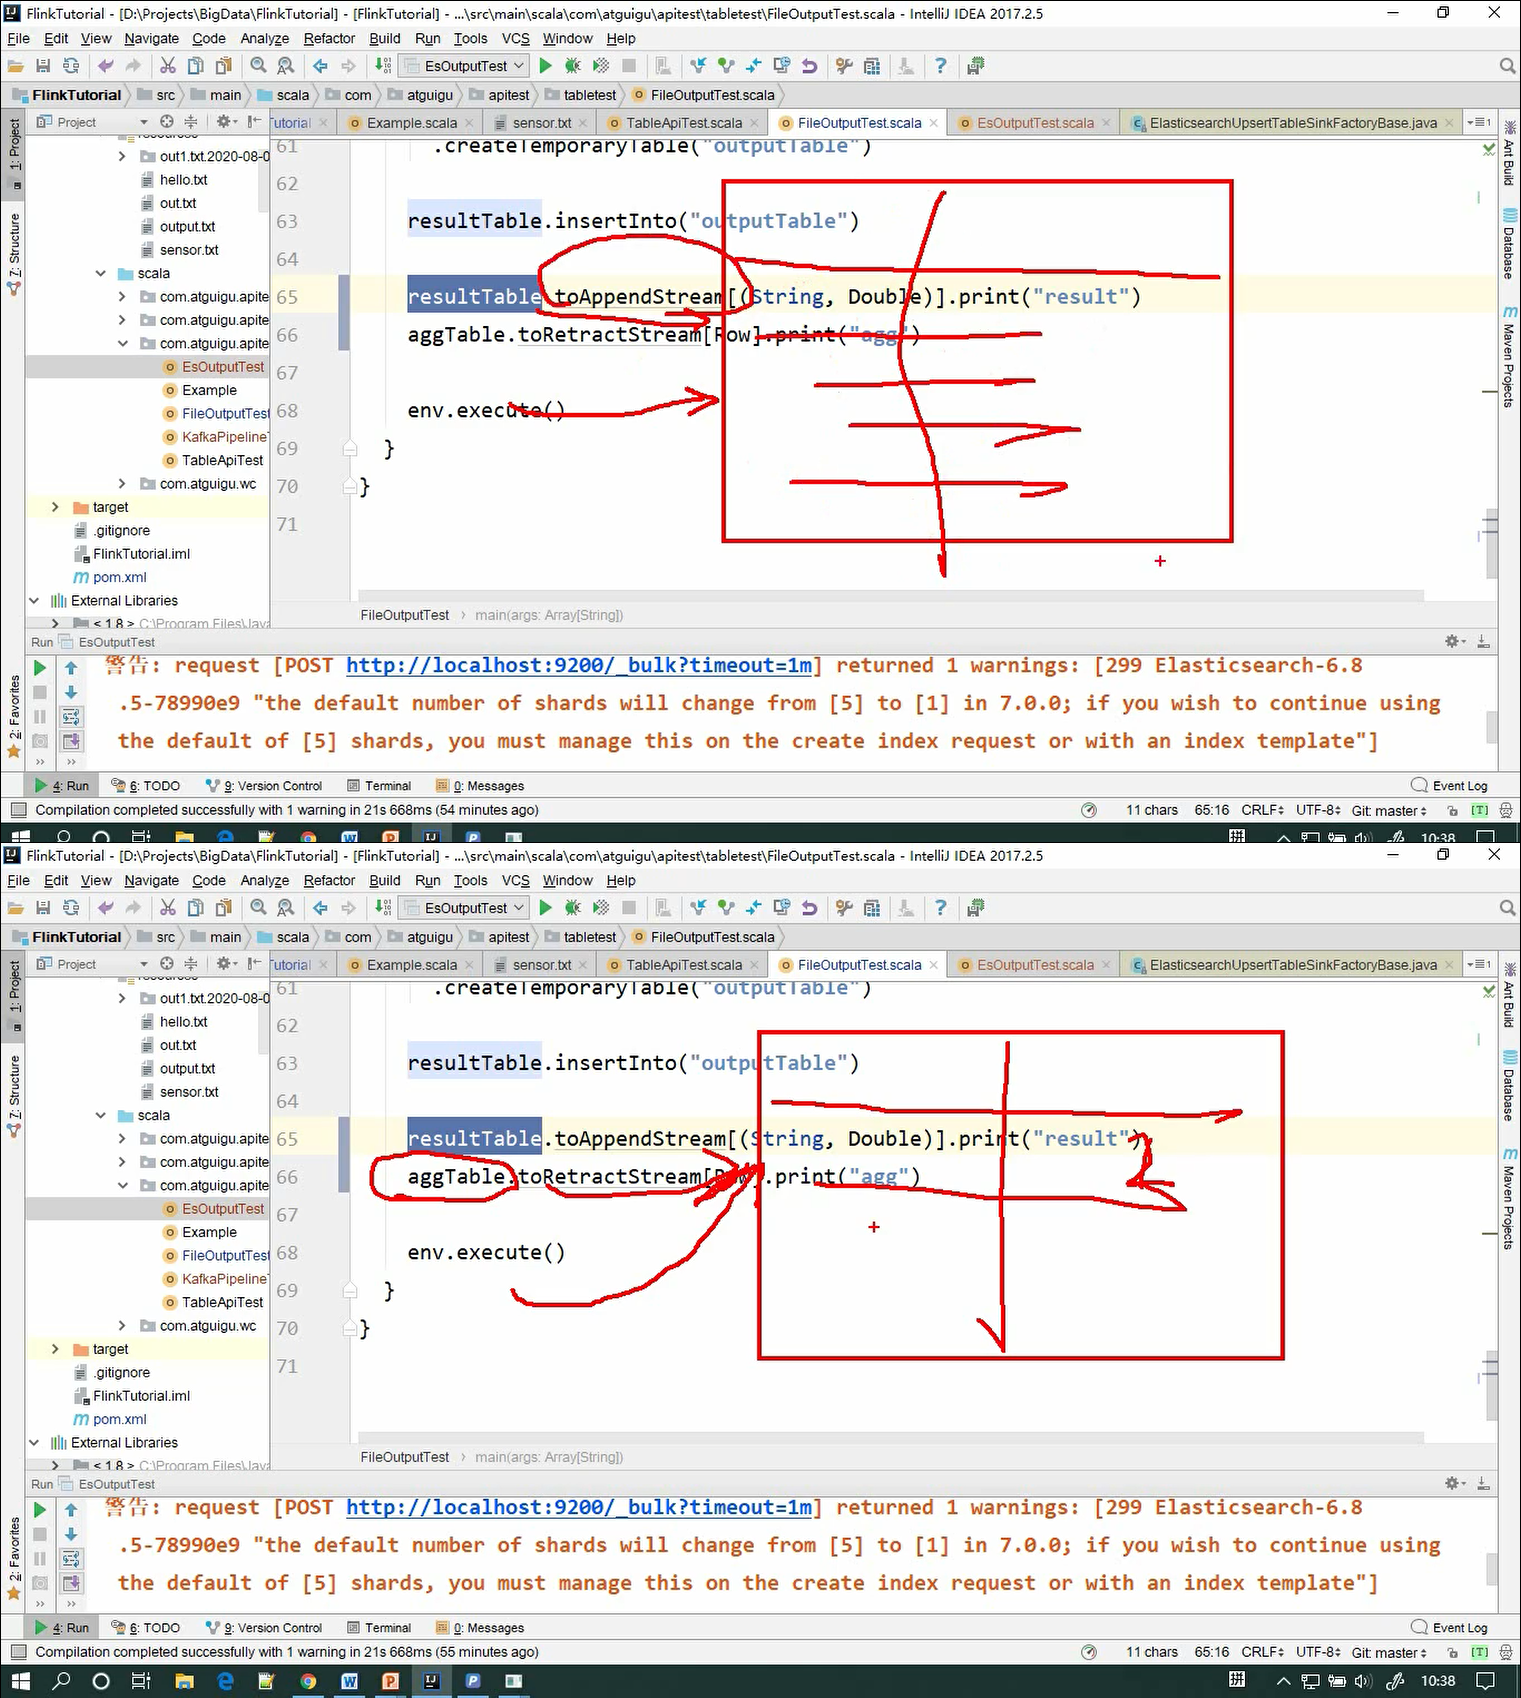 FlinkTutorial - [D:\Projects\BigData\FlinkTutorial] - [FlinkTutorial] - ...\src\main\scala\com\atguigu\apitest\tabletest\FileOutputTest.scala - IntelliJ IDEA 2017.2.5
File Edit View Navigate Code Analyze Refactor Build Run Tools VCS Window Help
EsOutputTest
FlinkTutorial src main scala com atguigu apitest tabletest FileOutputTest.scala
Project
Tutorial Example.scala sensor.txt TableApiTest.scala FileOutputTest.scala EsOutputTest.scala ElasticsearchUpsertTableSinkFactoryBase.java
1: Project
7: Structure
2: Favorites
Ant Build
Database
Maven Projects
out1.txt.2020-08-0
hello.txt
out.txt
output.txt
sensor.txt
scala
com.atguigu.apite
com.atguigu.apite
com.atguigu.apite
EsOutputTest
Example
FileOutputTest
KafkaPipelineT
TableApiTest
com.atguigu.wc
target
.gitignore
FlinkTutorial.iml
pom.xml
External Libraries
< 1.8 > C:\Program Files\Java
61 .createTemporaryTable("outputTable")
62
63 resultTable.insertInto("outputTable")
64
65 resultTable.toAppendStream[(String, Double)].print("result")
66 aggTable.toRetractStream[Row].print("agg")
67
68 env.execute()
69 }
70 }
71
FileOutputTest main(args: Array[String])
Run EsOutputTest
警告: request [POST http://localhost:9200/_bulk?timeout=1m] returned 1 warnings: [299 Elasticsearch-6.8
.5-78990e9 "the default number of shards will change from [5] to [1] in 7.0.0; if you wish to continue using
the default of [5] shards, you must manage this on the create index request or with an index template"]
4: Run 6: TODO 9: Version Control Terminal 0: Messages Event Log
Compilation completed successfully with 1 warning in 21s 668ms (54 minutes ago) 11 chars 65:16 CRLF UTF-8 Git: master
10:38
FlinkTutorial - [D:\Projects\BigData\FlinkTutorial] - [FlinkTutorial] - ...\src\main\scala\com\atguigu\apitest\tabletest\FileOutputTest.scala - IntelliJ IDEA 2017.2.5
File Edit View Navigate Code Analyze Refactor Build Run Tools VCS Window Help
EsOutputTest
FlinkTutorial src main scala com atguigu apitest tabletest FileOutputTest.scala
Project
Tutorial Example.scala sensor.txt TableApiTest.scala FileOutputTest.scala EsOutputTest.scala ElasticsearchUpsertTableSinkFactoryBase.java
1: Project
7: Structure
2: Favorites
Ant Build
Database
Maven Projects
out1.txt.2020-08-0
hello.txt
out.txt
output.txt
sensor.txt
scala
com.atguigu.apite
com.atguigu.apite
com.atguigu.apite
EsOutputTest
Example
FileOutputTest
KafkaPipelineT
TableApiTest
com.atguigu.wc
target
.gitignore
FlinkTutorial.iml
pom.xml
External Libraries
< 1.8 > C:\Program Files\Java
61 .createTemporaryTable("outputTable")
62
63 resultTable.insertInto("outputTable")
64
65 resultTable.toAppendStream[(String, Double)].print("result")
66 aggTable.toRetractStream[Row].print("agg")
67
68 env.execute()
69 }
70 }
71
FileOutputTest main(args: Array[String])
Run EsOutputTest
警告: request [POST http://localhost:9200/_bulk?timeout=1m] returned 1 warnings: [299 Elasticsearch-6.8
.5-78990e9 "the default number of shards will change from [5] to [1] in 7.0.0; if you wish to continue using
the default of [5] shards, you must manage this on the create index request or with an index template"]
4: Run 6: TODO 9: Version Control Terminal 0: Messages Event Log
Compilation completed successfully with 1 warning in 21s 668ms (55 minutes ago) 11 chars 65:16 CRLF UTF-8 Git: master
10:38